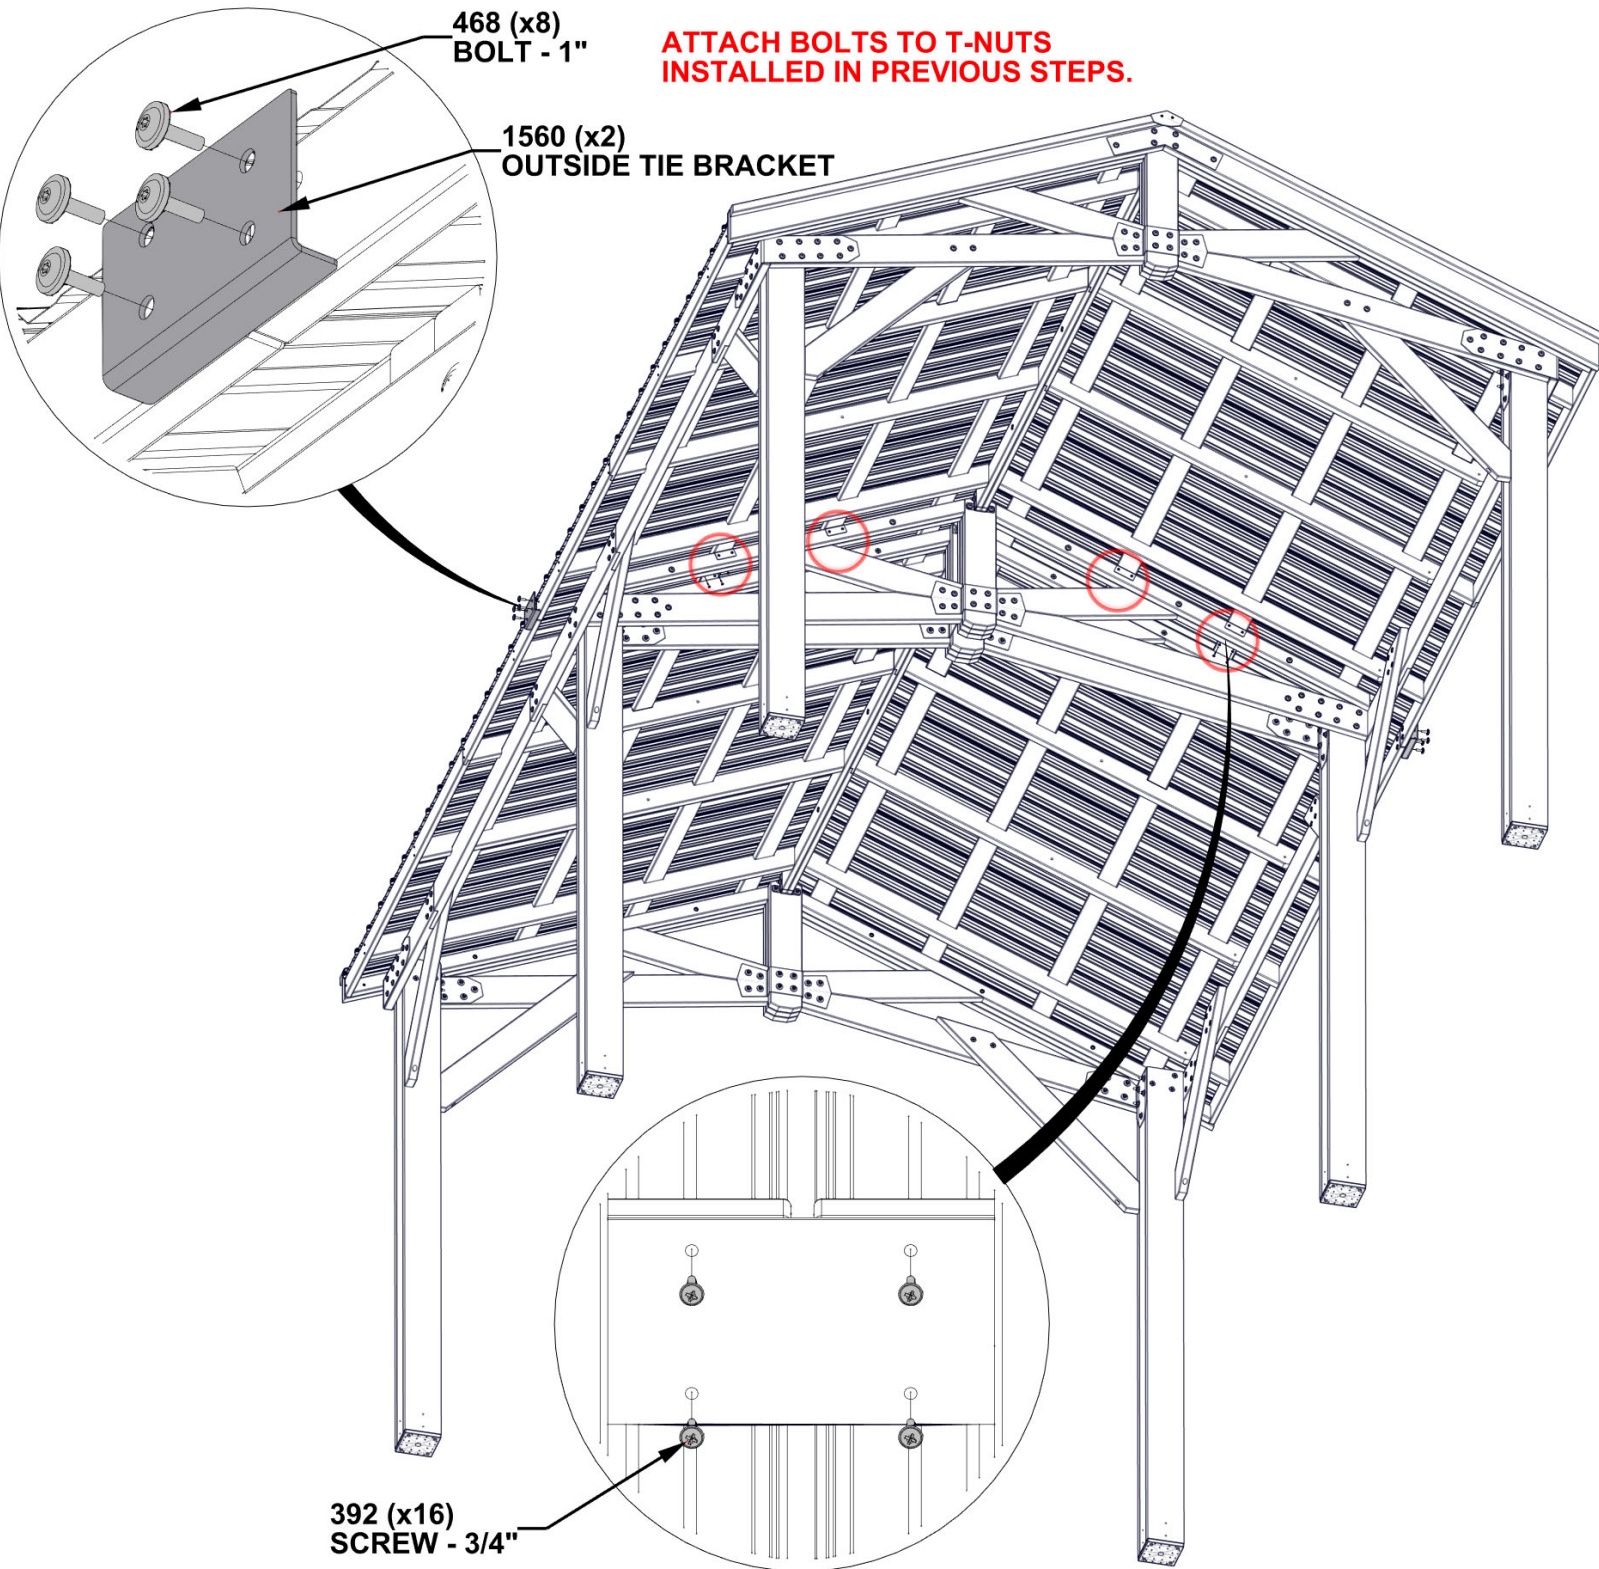 468 (x8)
BOLT - 1"
ATTACH BOLTS TO T-NUTS
INSTALLED IN PREVIOUS STEPS.
1560 (x2)
OUTSIDE TIE BRACKET
392 (x16)
SCREW - 3/4"